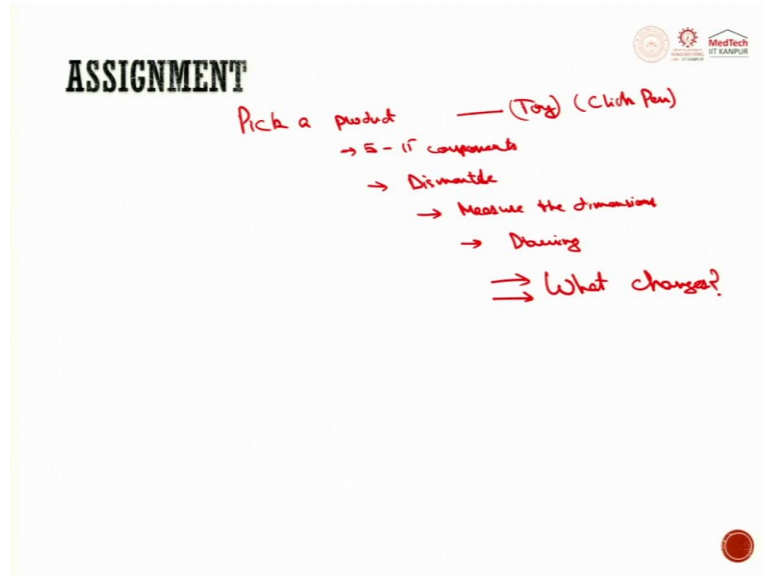 ASSIGNMENT
MedTech
IIT KANPUR
Pick a product — (Toy) (Click Pen)
→ 5 - 15 components
→ Dismantle
→ Measure the dimensions
→ Drawing
⇒ What changes?